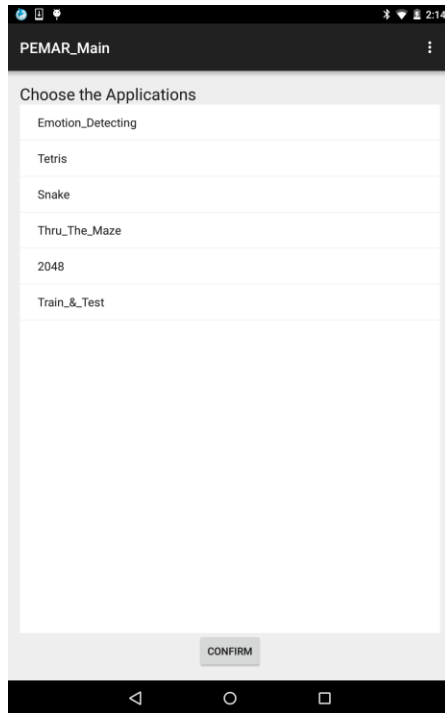 2:14
PEMAR_Main
Choose the Applications
Emotion_Detecting
Tetris
Snake
Thru_The_Maze
2048
Train_&_Test
CONFIRM